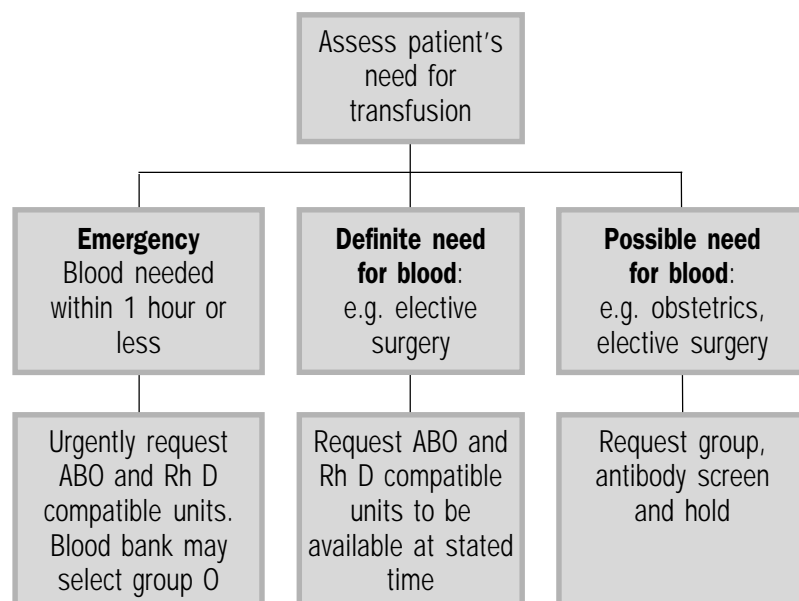 Assess patient's
need for
transfusion
Emergency
Blood needed
within 1 hour or
less
Definite need
for blood:
e.g. elective
surgery
Possible need
for blood:
e.g. obstetrics,
elective surgery
Urgently request
ABO and Rh D
compatible units.
Blood bank may
select group O
Request ABO and
Rh D compatible
units to be
available at stated
time
Request group,
antibody screen
and hold